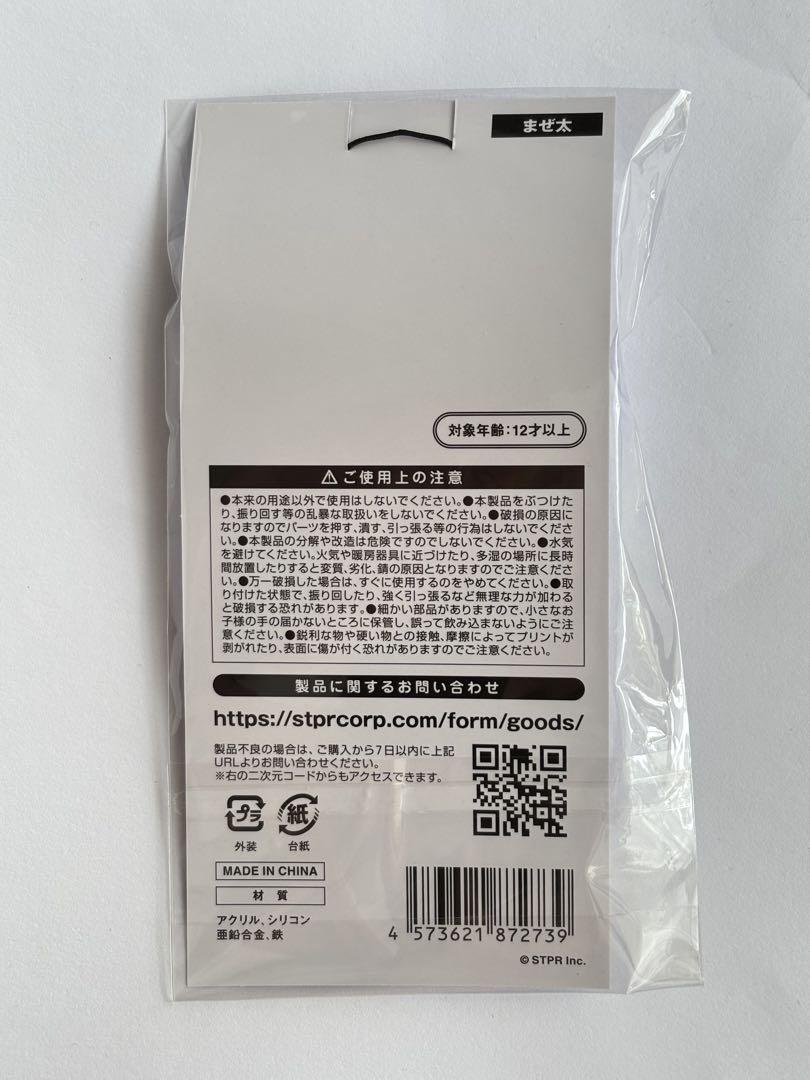 まぜ太
対象年齢：12才以上
⚠ご使用上の注意
●本来の用途以外で使用はしないでください。●本製品をぶつけた
り、振り回す等の乱暴な取扱いをしないでください。●破損の原因に
なりますのでパーツを押す、潰す、引っ張る等の行為はしないでくださ
い。●本製品の分解や改造は危険ですのでしないでください。●水気
を避けてください。火気や暖房器具に近づけたり、多湿の場所に長時
間放置したりすると変質、劣化、錆の原因となりますのでご注意くださ
い。●万一破損した場合は、すぐに使用するのをやめてください。●取
り付けた状態で、振り回したり、強く引っ張るなど無理な力が加わる
と破損する恐れがあります。●細かい部品がありますので、小さなお
子様の手の届かないところに保管し、誤って飲み込まないようにご注
意ください。●鋭利な物や硬い物との接触、摩擦によってプリントが
剥がれたり、表面に傷が付く恐れがありますのでご注意ください。
製品に関するお問い合わせ
https://stprcorp.com/form/goods/
製品不良の場合は、ご購入から7日以内に上記
URLよりお問い合わせください。
※右の二次元コードからもアクセスできます。
プラ 紙
外装 台紙
MADE IN CHINA
材質
アクリル、シリコン
亜鉛合金、鉄
4 573621 872739
© STPR Inc.